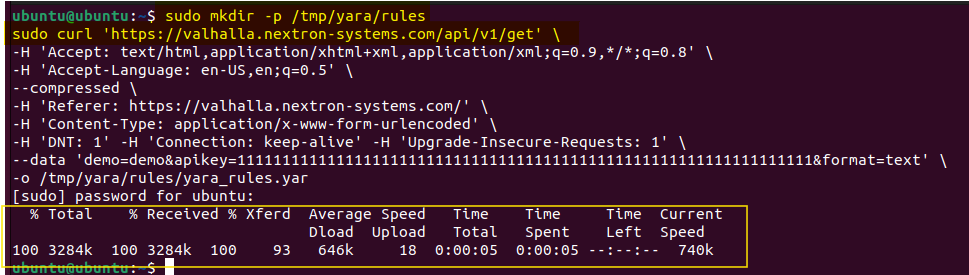 ubuntu@ubuntu:~$ sudo mkdir -p /tmp/yara/rules
sudo curl 'https://valhalla.nextron-systems.com/api/v1/get' \
-H 'Accept: text/html,application/xhtml+xml,application/xml;q=0.9,*/*;q=0.8' \
-H 'Accept-Language: en-US,en;q=0.5' \
--compressed \
-H 'Referer: https://valhalla.nextron-systems.com/' \
-H 'Content-Type: application/x-www-form-urlencoded' \
-H 'DNT: 1' -H 'Connection: keep-alive' -H 'Upgrade-Insecure-Requests: 1' \
--data 'demo=demo&apikey=1111111111111111111111111111111111111111111111111111111111111111&format=text' \
-o /tmp/yara/rules/yara_rules.yar
[sudo] password for ubuntu:
% Total % Received % Xferd Average Speed Time Time Time Current
Dload Upload Total Spent Left Speed
100 3284k 100 3284k 100 93 646k 18 0:00:05 0:00:05 --:--:-- 740k
ubuntu@ubuntu:~$